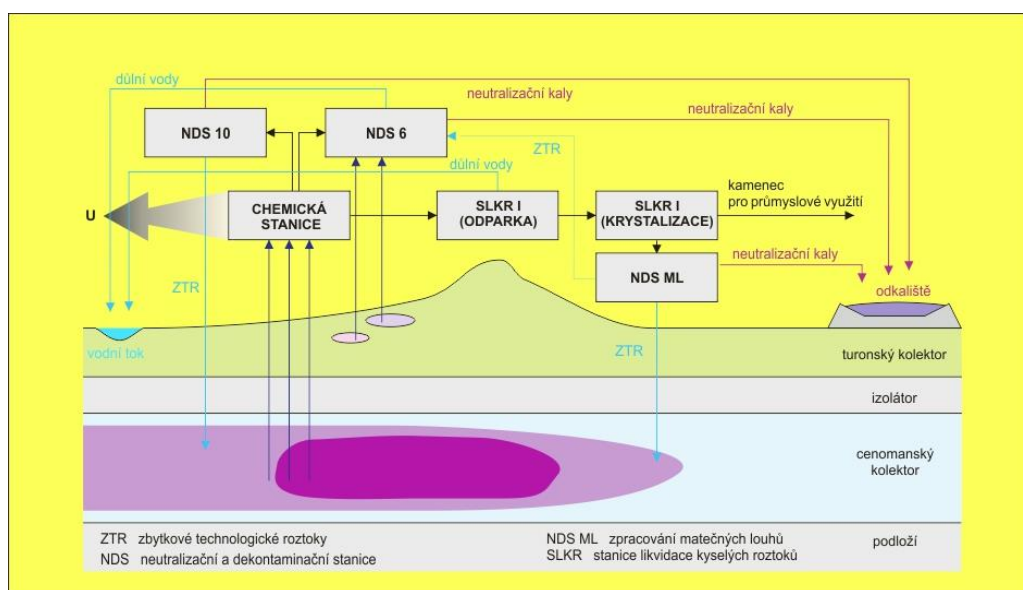 důlní vody
neutralizační kaly
neutralizační kaly
NDS 10
NDS 6
ZTR
důlní vody
U
CHEMICKÁ
STANICE
SLKR I
(ODPARKA)
SLKR I
(KRYSTALIZACE)
kamenec
pro průmyslové využití
neutralizační kaly
NDS ML
ZTR
odkaliště
vodní tok
ZTR
turonský kolektor
izolátor
cenomanský
kolektor
ZTR zbytkové technologické roztoky
NDS neutralizační a dekontaminační stanice
NDS ML zpracování matečných louhů
SLKR stanice likvidace kyselých roztoků
podloží